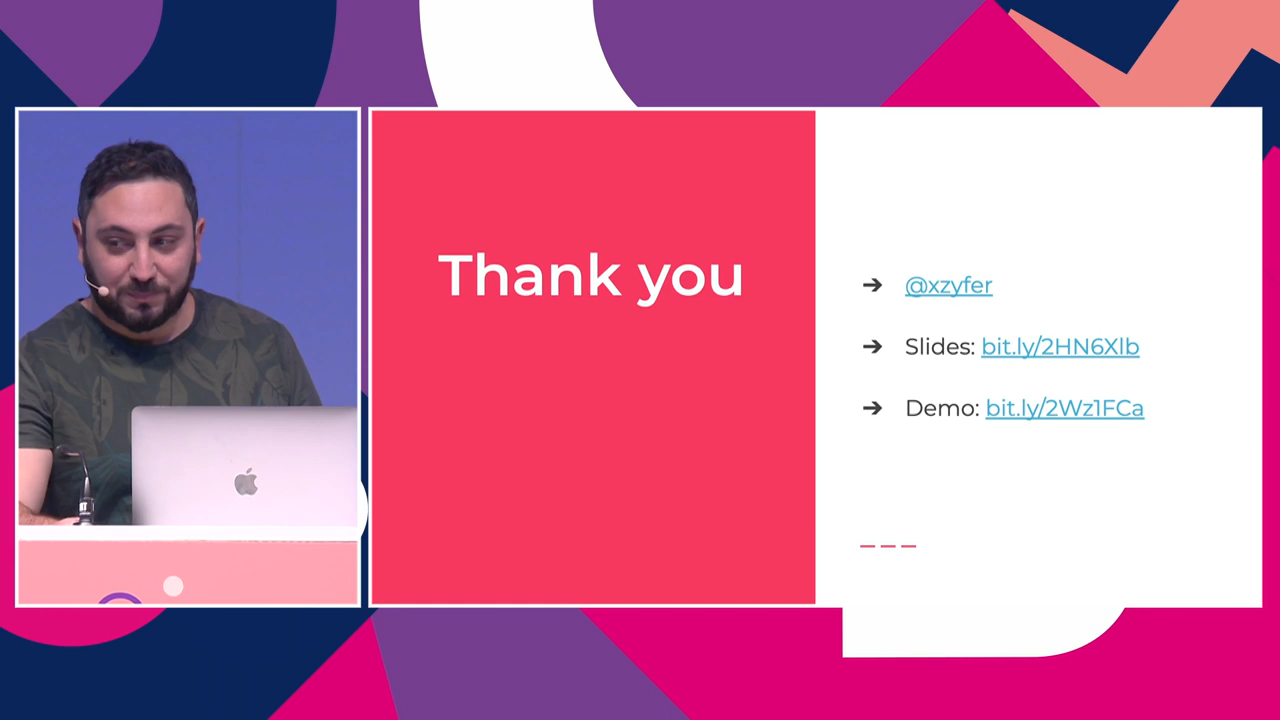 Thank you
➔ @xzyfer
➔ Slides: bit.ly/2HN6Xlb
➔ Demo: bit.ly/2Wz1FCa